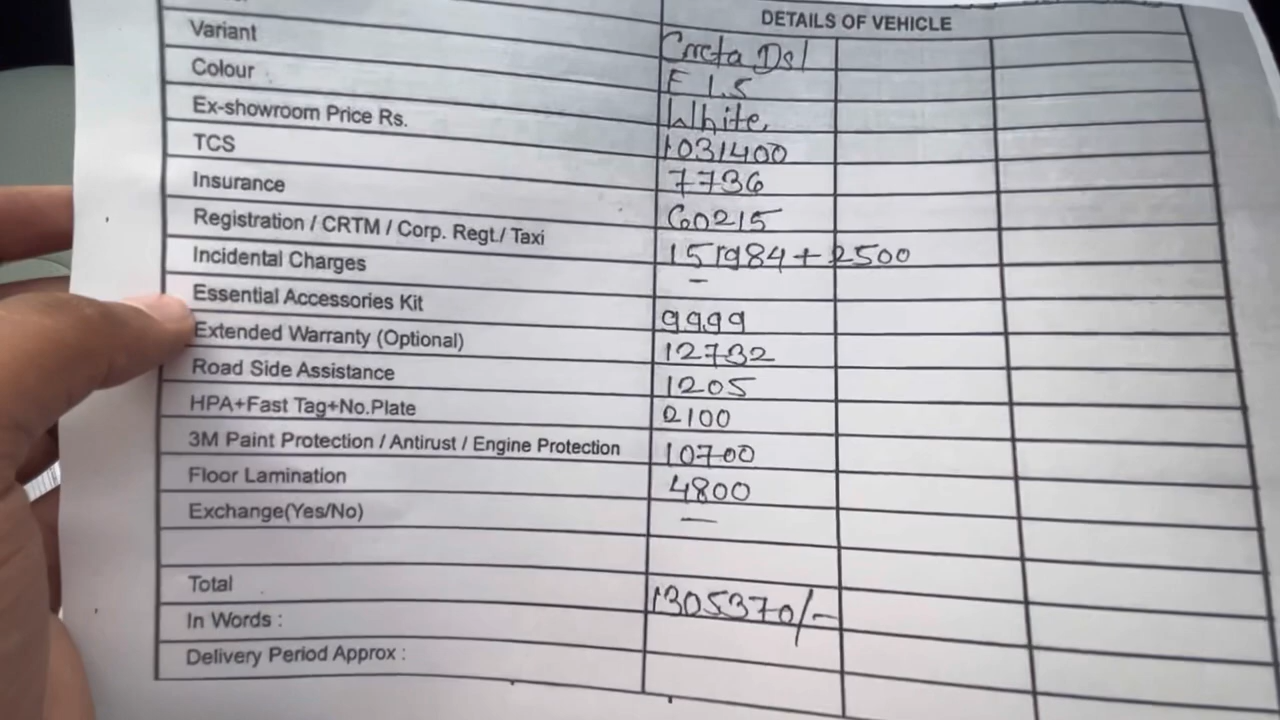 DETAILS OF VEHICLE
Creta Dsl
Variant E 1.5
Colour White
Ex-showroom Price Rs. 1031400
TCS 7736
Insurance 60215
Registration / CRTM / Corp. Regt./ Taxi 151984 + 2500
Incidental Charges —
Essential Accessories Kit 9999
Extended Warranty (Optional) 12732
Road Side Assistance 1205
HPA+Fast Tag+No.Plate 2100
3M Paint Protection / Antirust / Engine Protection 10700
Floor Lamination 4800
Exchange(Yes/No) —
Total 1305370/-
In Words :
Delivery Period Approx :